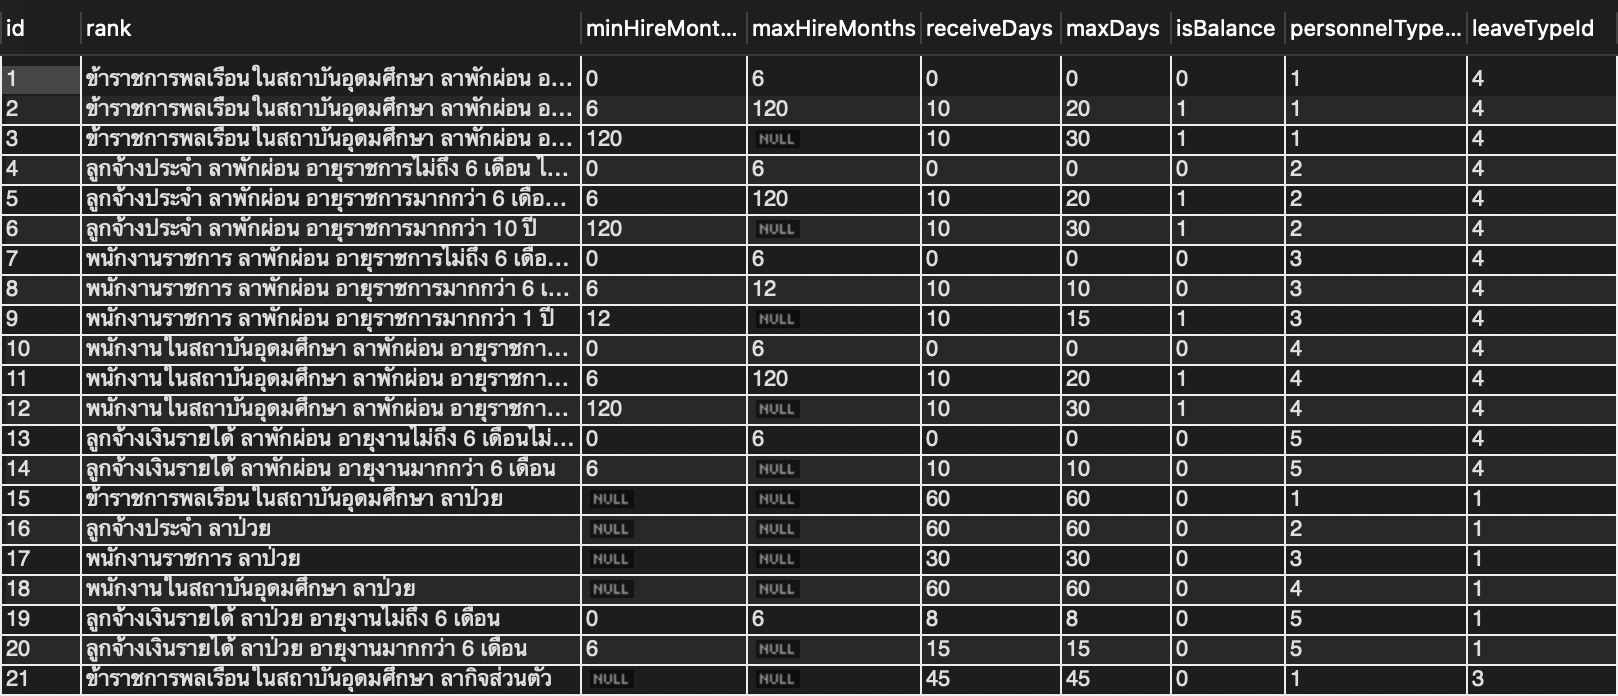 id rank minHireMont... maxHireMonths receiveDays maxDays isBalance personnelType... leaveTypeId
1 ข้าราชการพลเรือนในสถาบันอุดมศึกษา ลาพักผ่อน อ... 0 6 0 0 0 1 4
2 ข้าราชการพลเรือนในสถาบันอุดมศึกษา ลาพักผ่อน อ... 6 120 10 20 1 1 4
3 ข้าราชการพลเรือนในสถาบันอุดมศึกษา ลาพักผ่อน อ... 120 NULL 10 30 1 1 4
4 ลูกจ้างประจำ ลาพักผ่อน อายุราชการไม่ถึง 6 เดือน ไ... 0 6 0 0 0 2 4
5 ลูกจ้างประจำ ลาพักผ่อน อายุราชการมากกว่า 6 เดือ... 6 120 10 20 1 2 4
6 ลูกจ้างประจำ ลาพักผ่อน อายุราชการมากกว่า 10 ปี 120 NULL 10 30 1 2 4
7 พนักงานราชการ ลาพักผ่อน อายุราชการไม่ถึง 6 เดือ... 0 6 0 0 0 3 4
8 พนักงานราชการ ลาพักผ่อน อายุราชการมากกว่า 6 เ... 6 12 10 10 0 3 4
9 พนักงานราชการ ลาพักผ่อน อายุราชการมากกว่า 1 ปี 12 NULL 10 15 1 3 4
10 พนักงานในสถาบันอุดมศึกษา ลาพักผ่อน อายุราชกา... 0 6 0 0 0 4 4
11 พนักงานในสถาบันอุดมศึกษา ลาพักผ่อน อายุราชกา... 6 120 10 20 1 4 4
12 พนักงานในสถาบันอุดมศึกษา ลาพักผ่อน อายุราชกา... 120 NULL 10 30 1 4 4
13 ลูกจ้างเงินรายได้ ลาพักผ่อน อายุงานไม่ถึง 6 เดือนไม่... 0 6 0 0 0 5 4
14 ลูกจ้างเงินรายได้ ลาพักผ่อน อายุงานมากกว่า 6 เดือน 6 NULL 10 10 0 5 4
15 ข้าราชการพลเรือนในสถาบันอุดมศึกษา ลาป่วย NULL NULL 60 60 0 1 1
16 ลูกจ้างประจำ ลาป่วย NULL NULL 60 60 0 2 1
17 พนักงานราชการ ลาป่วย NULL NULL 30 30 0 3 1
18 พนักงานในสถาบันอุดมศึกษา ลาป่วย NULL NULL 60 60 0 4 1
19 ลูกจ้างเงินรายได้ ลาป่วย อายุงานไม่ถึง 6 เดือน 0 6 8 8 0 5 1
20 ลูกจ้างเงินรายได้ ลาป่วย อายุงานมากกว่า 6 เดือน 6 NULL 15 15 0 5 1
21 ข้าราชการพลเรือนในสถาบันอุดมศึกษา ลากิจส่วนตัว NULL NULL 45 45 0 1 3